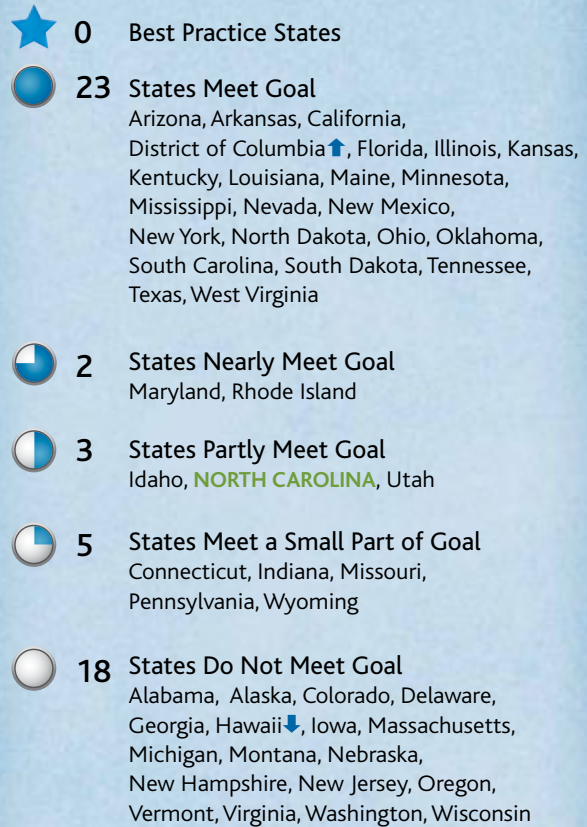 0 Best Practice States
23 States Meet Goal
Arizona, Arkansas, California,
District of Columbia⬆, Florida, Illinois, Kansas,
Kentucky, Louisiana, Maine, Minnesota,
Mississippi, Nevada, New Mexico,
New York, North Dakota, Ohio, Oklahoma,
South Carolina, South Dakota, Tennessee,
Texas, West Virginia
2 States Nearly Meet Goal
Maryland, Rhode Island
3 States Partly Meet Goal
Idaho, NORTH CAROLINA, Utah
5 States Meet a Small Part of Goal
Connecticut, Indiana, Missouri,
Pennsylvania, Wyoming
18 States Do Not Meet Goal
Alabama, Alaska, Colorado, Delaware,
Georgia, Hawaii⬇, Iowa, Massachusetts,
Michigan, Montana, Nebraska,
New Hampshire, New Jersey, Oregon,
Vermont, Virginia, Washington, Wisconsin